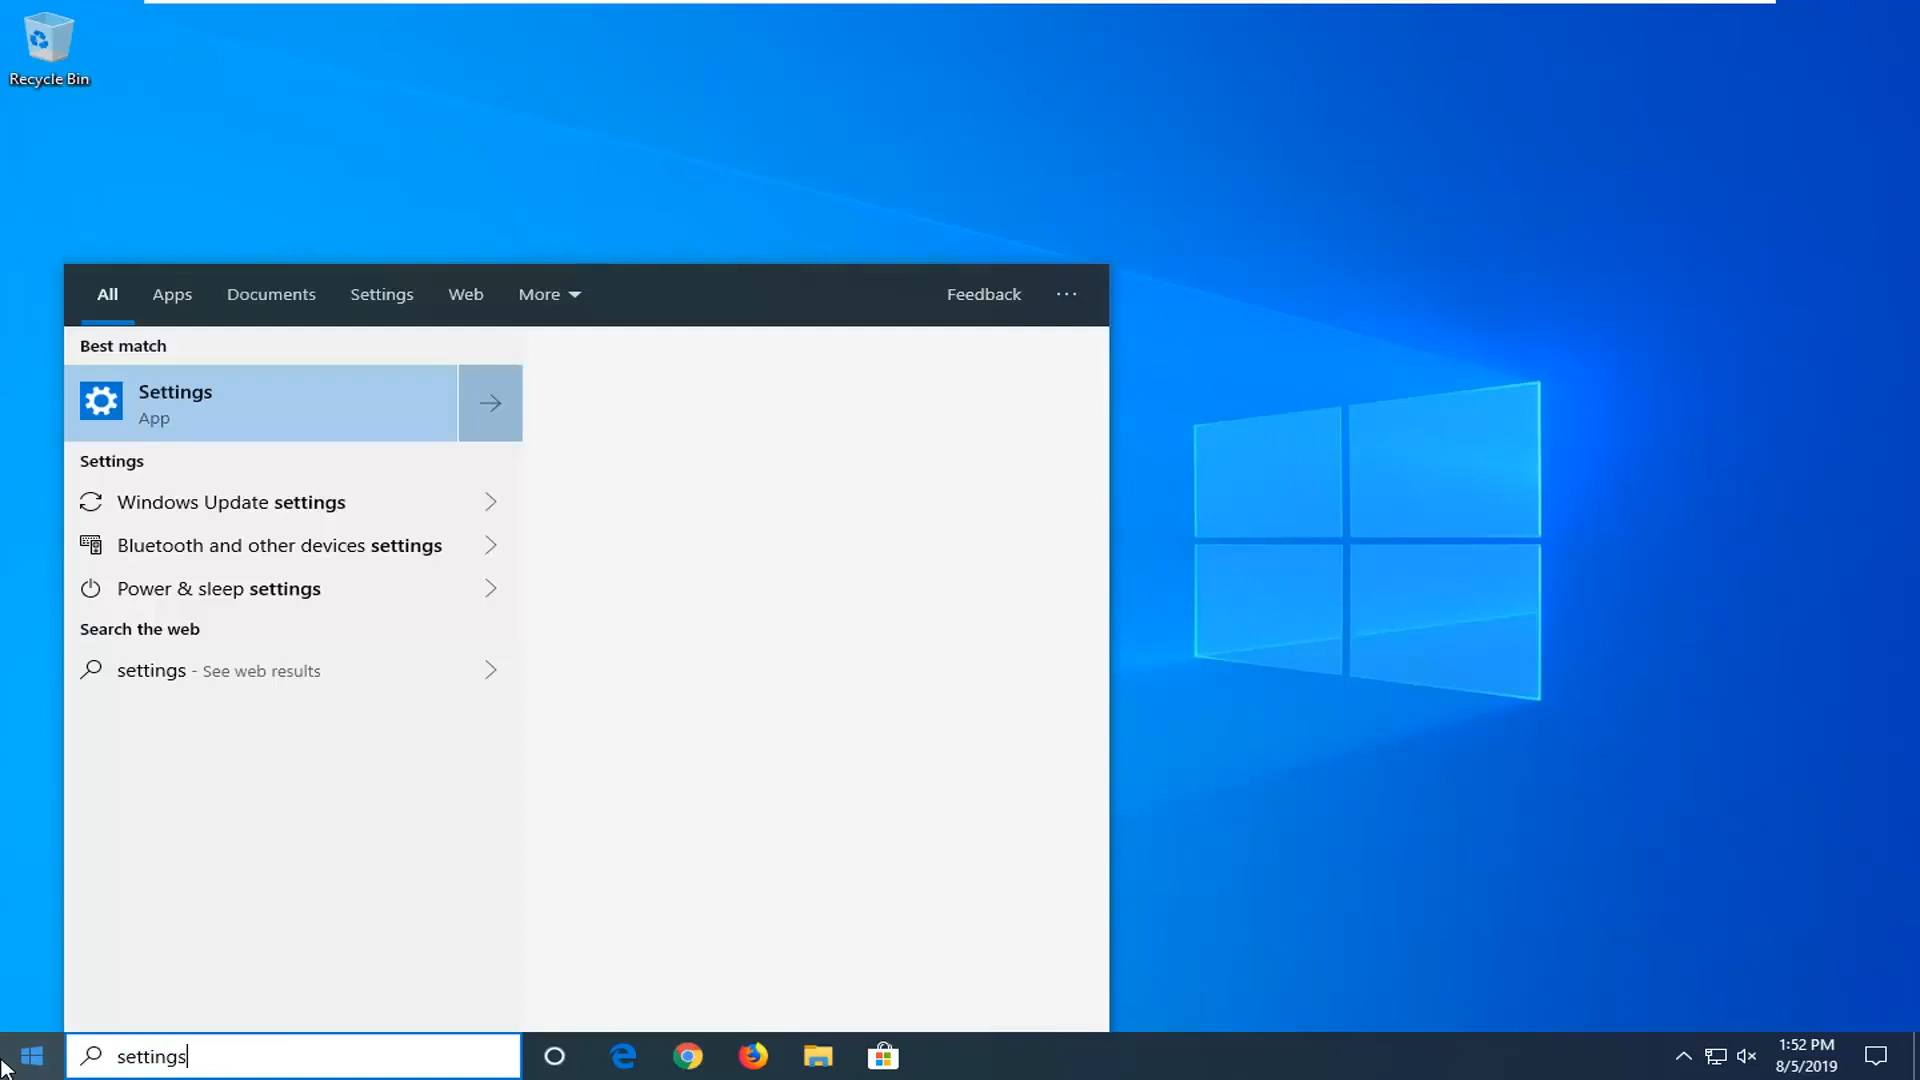 Recycle Bin
All Apps Documents Settings Web More Feedback ...
Best match
Settings
App
Settings
Windows Update settings
Bluetooth and other devices settings
Power & sleep settings
Search the web
settings - See web results
settings
1:52 PM
8/5/2019